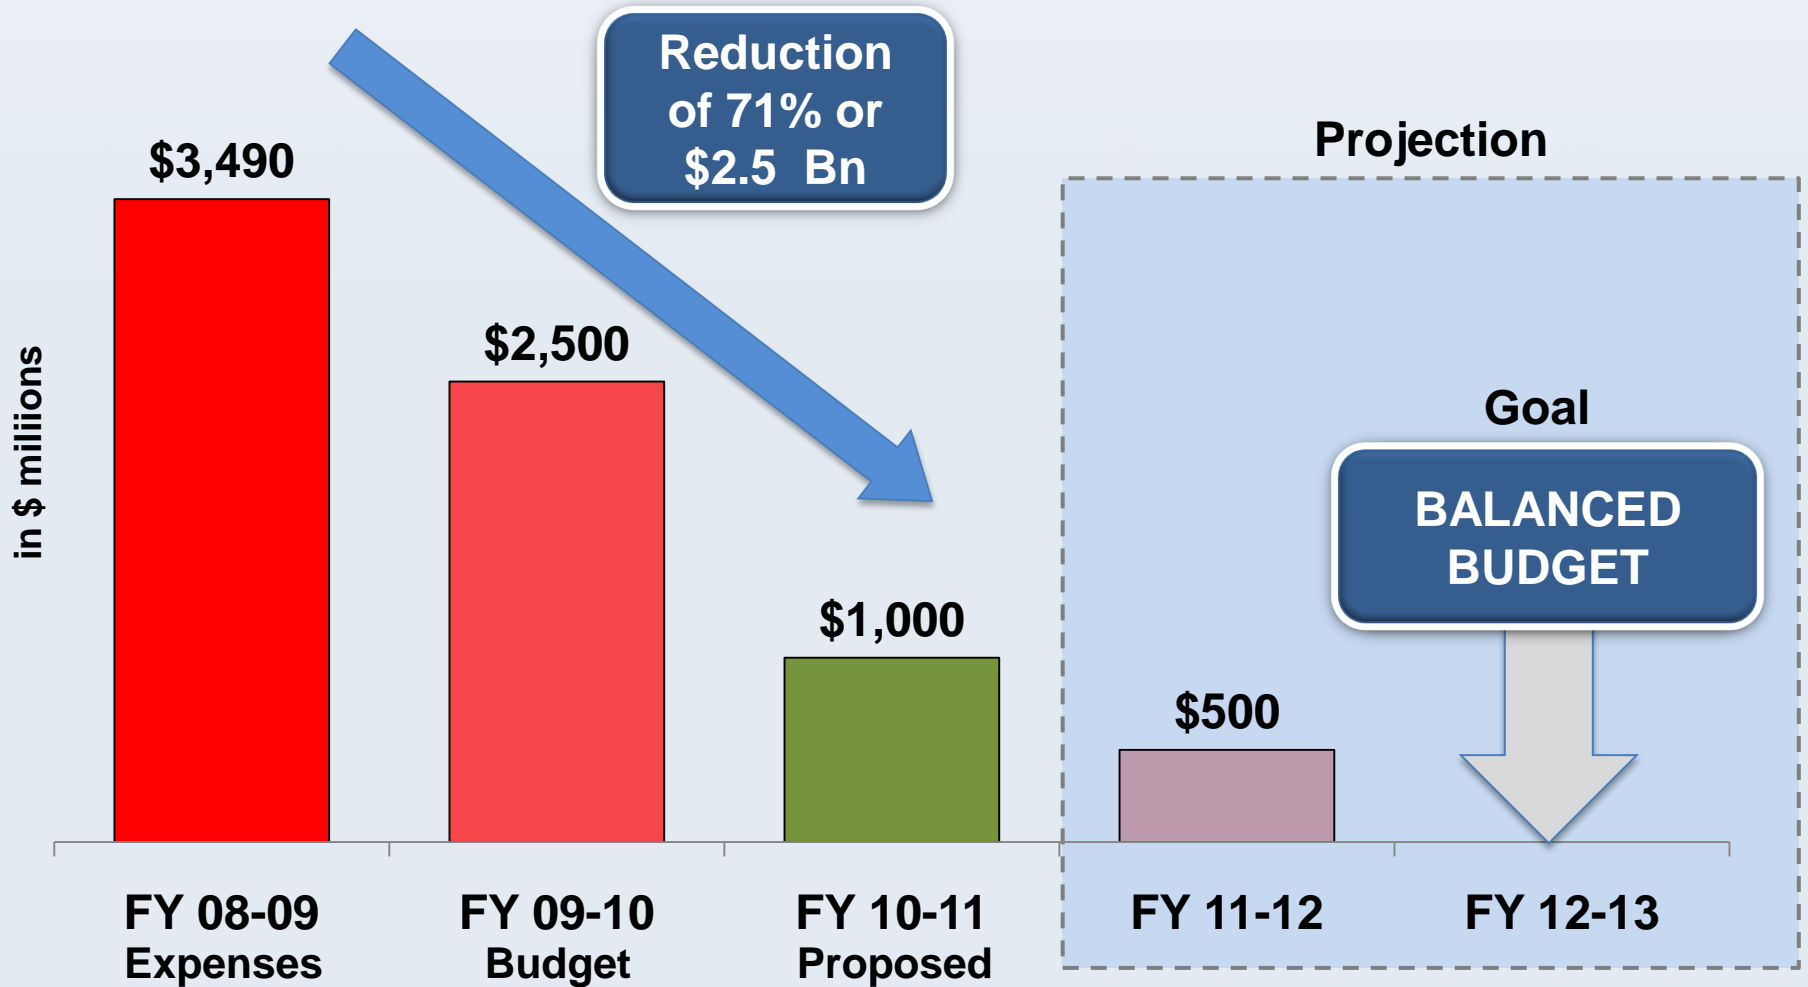 Reduction
of 71% or
$2.5 Bn
Projection
$3,490
$2,500
Goal
BALANCED
BUDGET
$1,000
$500
in $ miliions
FY 08-09
Expenses
FY 09-10
Budget
FY 10-11
Proposed
FY 11-12
FY 12-13